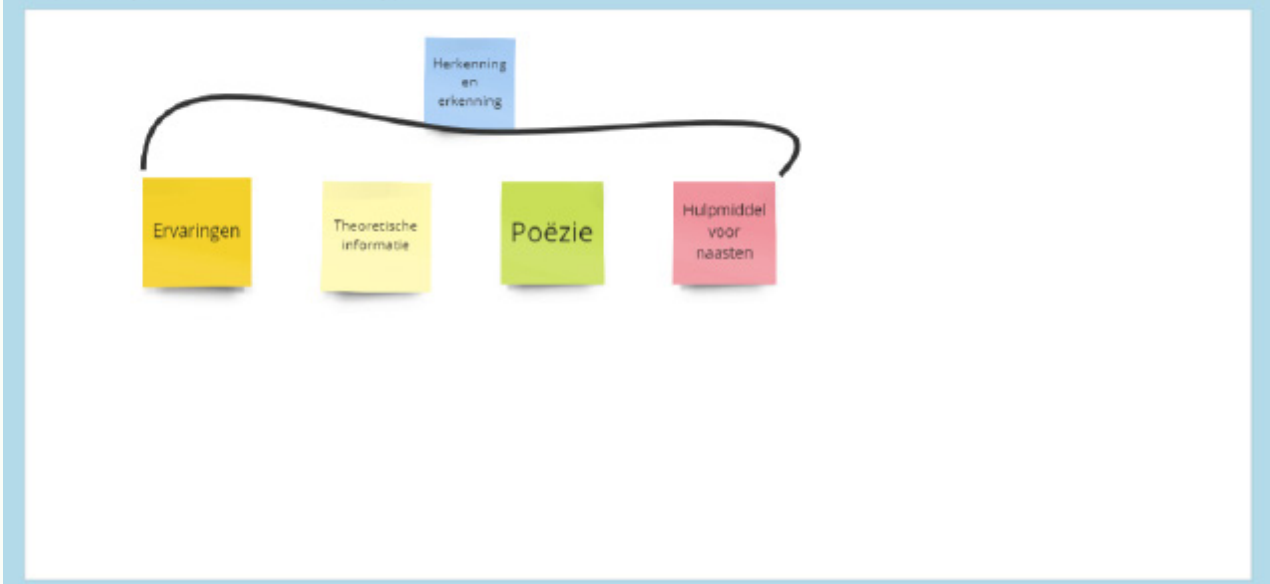 Herkenning
en
erkenning
Ervaringen
Theoretische
informatie
Poëzie
Hulpmiddel
voor
naasten